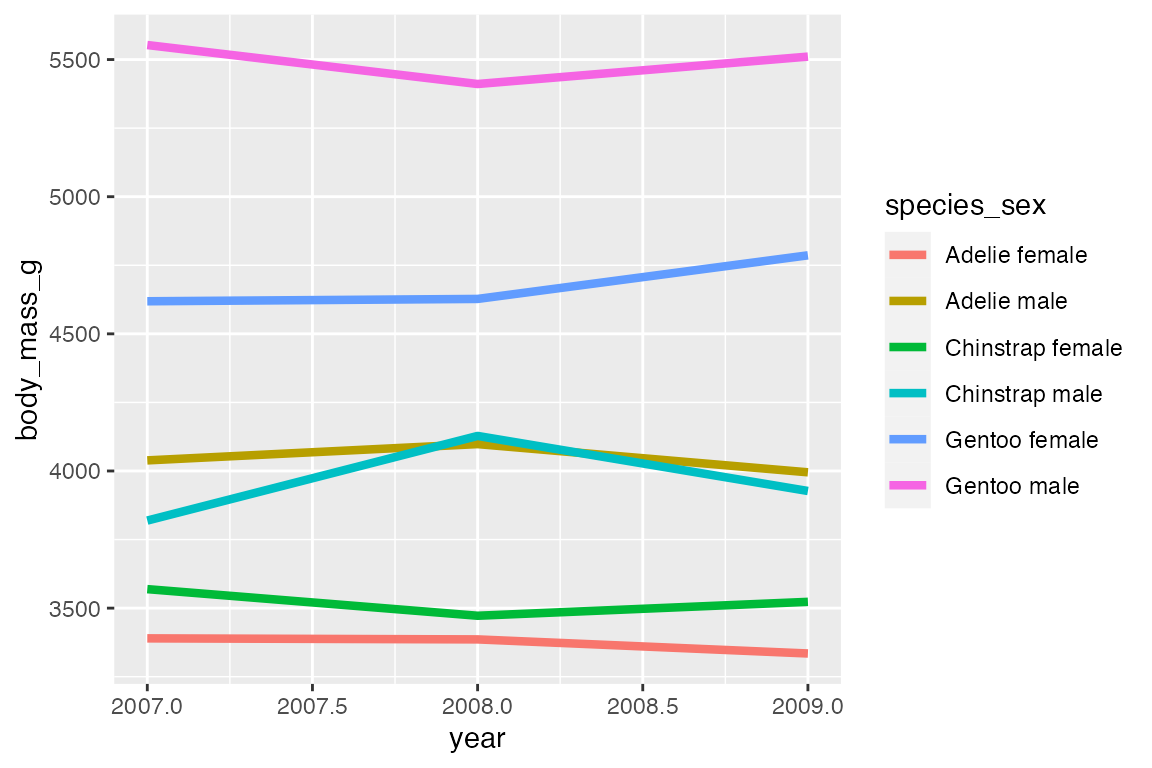 5500
5000
4500
4000
3500
body_mass_g
2007.0 2007.5 2008.0 2008.5 2009.0
year
species_sex
Adelie female
Adelie male
Chinstrap female
Chinstrap male
Gentoo female
Gentoo male